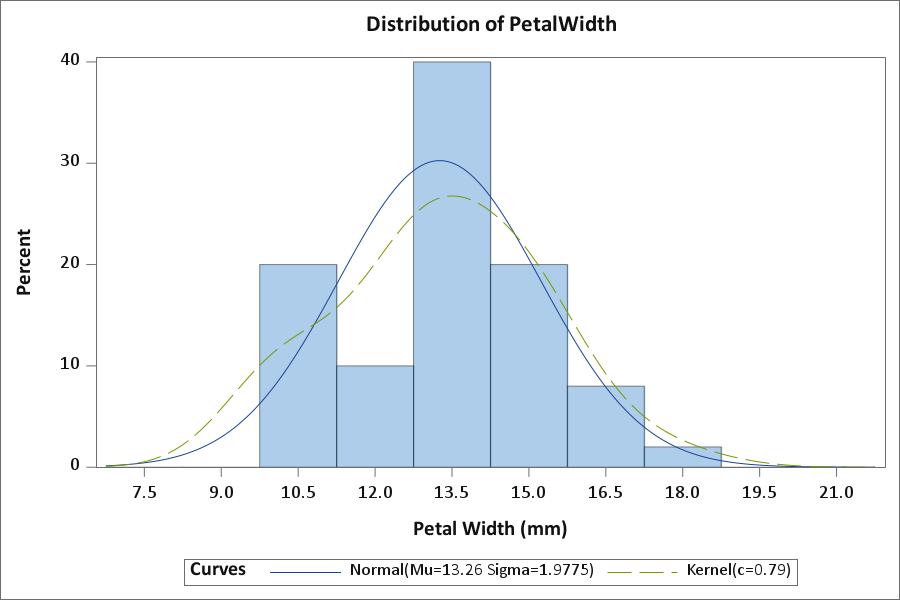 Distribution of PetalWidth
40
30
20
10
0
Percent
7.5 9.0 10.5 12.0 13.5 15.0 16.5 18.0 19.5 21.0
Petal Width (mm)
Curves Normal(Mu=13.26 Sigma=1.9775) Kernel(c=0.79)